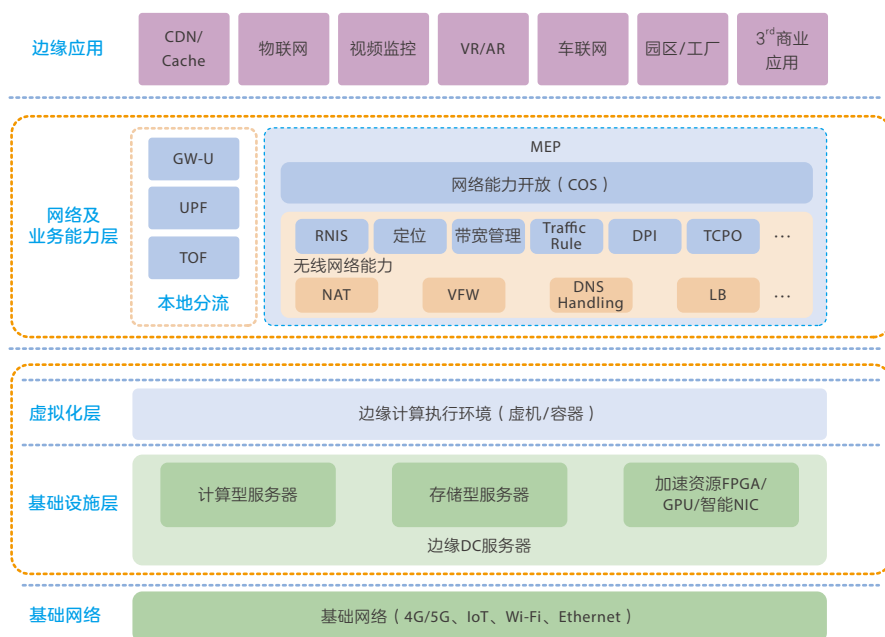 边缘应用
CDN/
Cache
物联网
视频监控
VR/AR
车联网
园区/工厂
3rd商业
应用
网络及
业务能力层
GW-U
UPF
TOF
本地分流
MEP
网络能力开放（COS）
RNIS
定位
带宽管理
Traffic
Rule
DPI
TCPO
…
无线网络能力
NAT
VFW
DNS
Handling
LB
…
虚拟化层
边缘计算执行环境（虚机/容器）
基础设施层
计算型服务器
存储型服务器
加速资源FPGA/
GPU/智能NIC
边缘DC服务器
基础网络
基础网络（4G/5G、IoT、Wi-Fi、Ethernet）